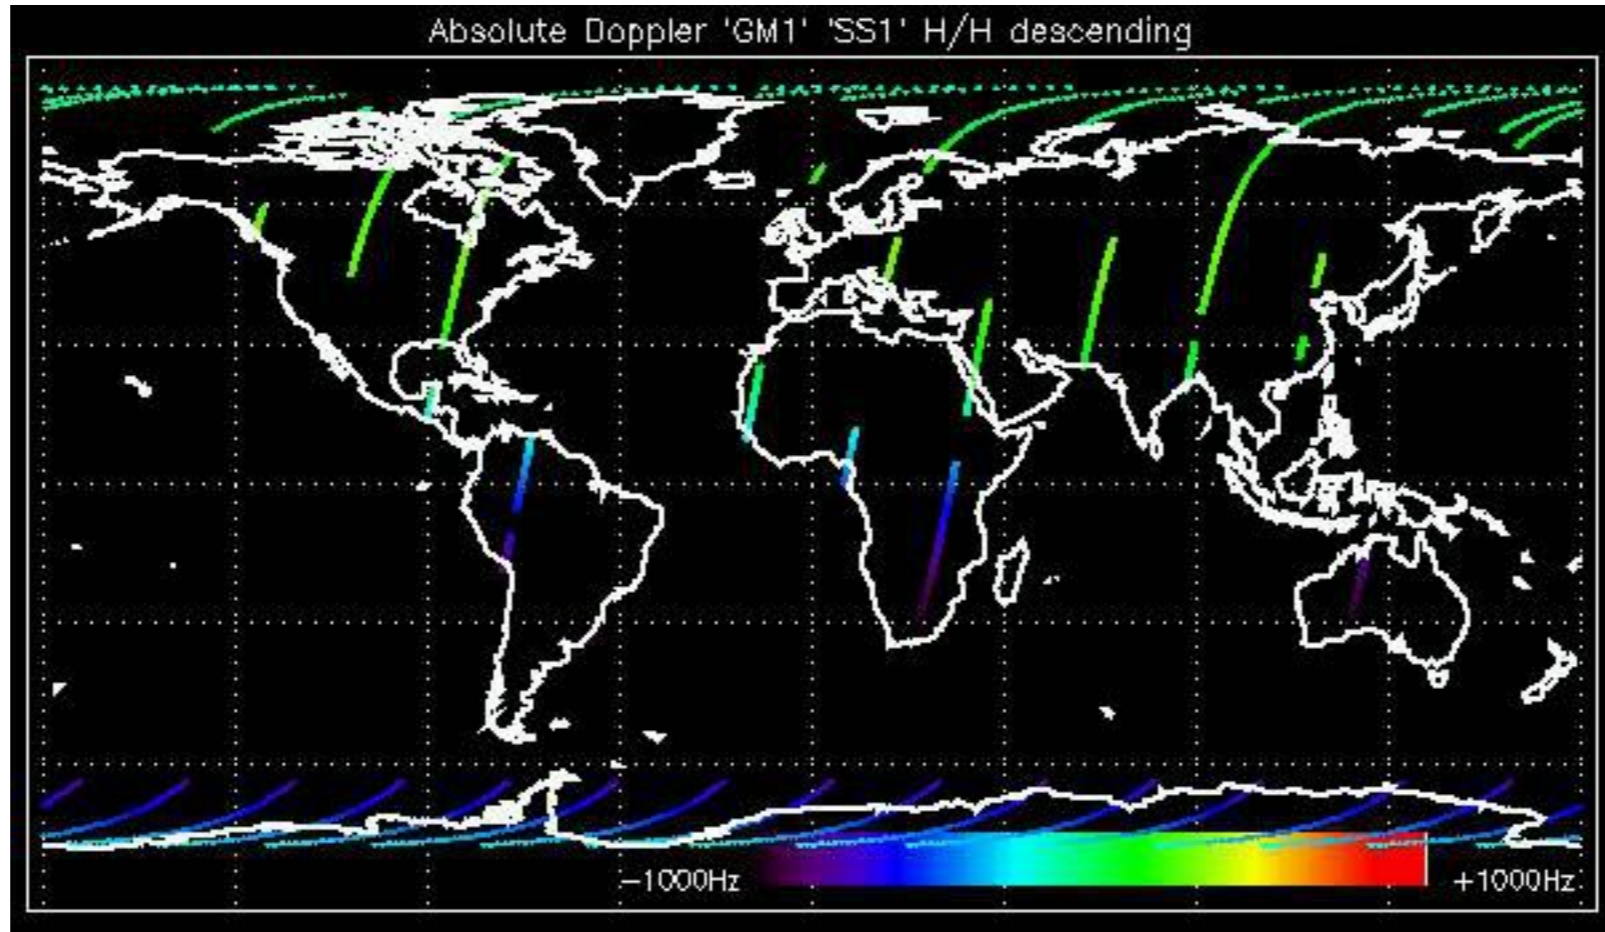 Absolute Doppler 'GM1' 'SS1' H/H descending
−1000Hz
+1000Hz